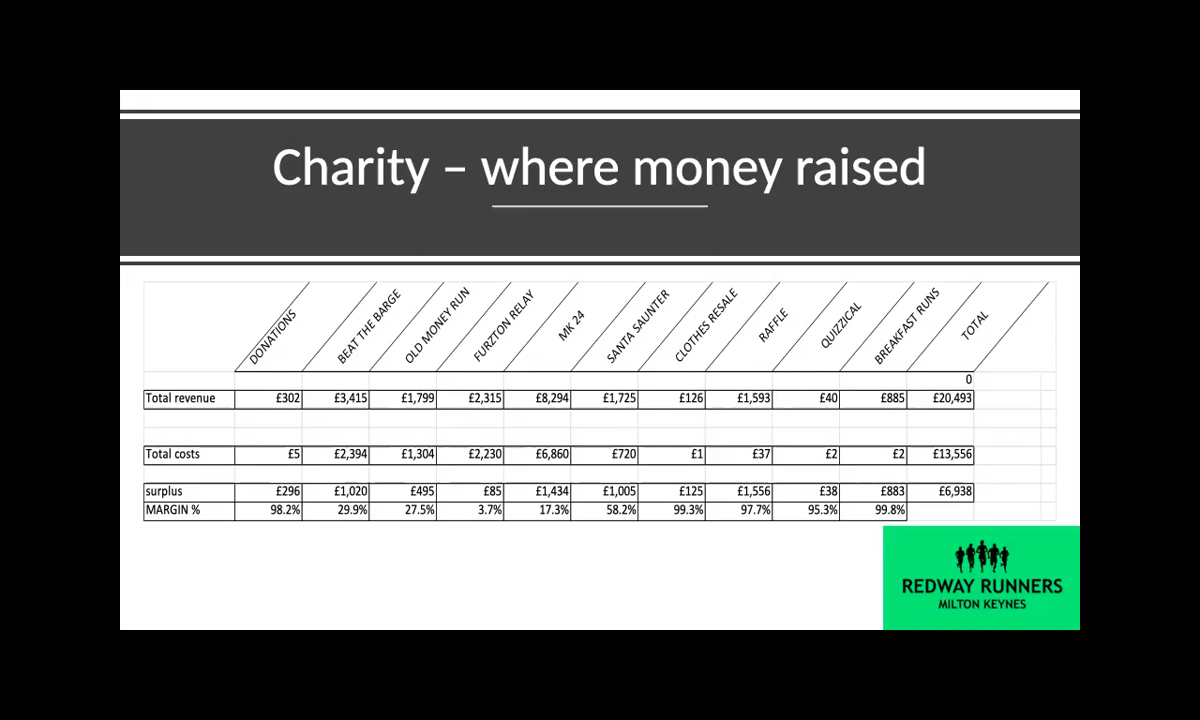 Charity – where money raised
DONATIONS BEAT THE BARGE OLD MONEY RUN FURZTON RELAY MK 24 SANTA SAUNTER CLOTHES RESALE RAFFLE QUIZZICAL BREAKFAST RUNS TOTAL
0
Total revenue £302 £3,415 £1,799 £2,315 £8,294 £1,725 £126 £1,593 £40 £885 £20,493
Total costs £5 £2,394 £1,304 £2,230 £6,860 £720 £1 £37 £2 £2 £13,556
surplus £296 £1,020 £495 £85 £1,434 £1,005 £125 £1,556 £38 £883 £6,938
MARGIN % 98.2% 29.9% 27.5% 3.7% 17.3% 58.2% 99.3% 97.7% 95.3% 99.8%
REDWAY RUNNERS
MILTON KEYNES